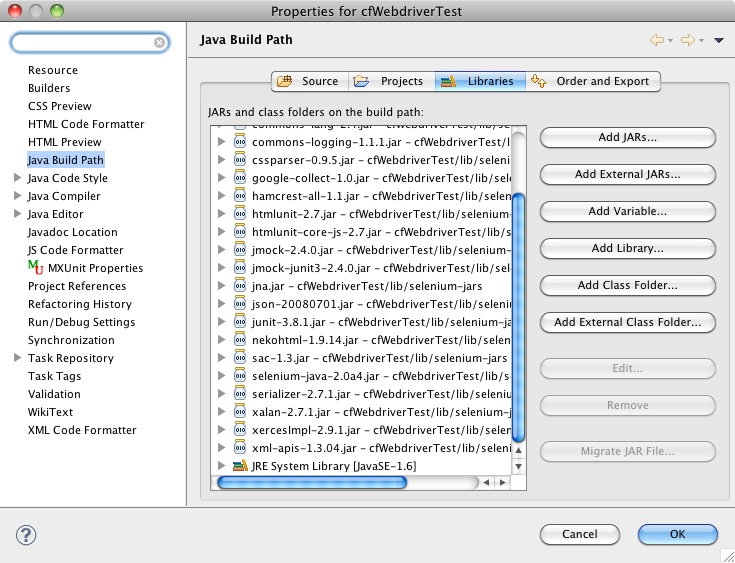 Properties for cfWebdriverTest
Java Build Path
Resource
Builders
CSS Preview
HTML Code Formatter
HTML Preview
Java Build Path
Java Code Style
Java Compiler
Java Editor
Javadoc Location
JS Code Formatter
MU MXUnit Properties
Project References
Refactoring History
Run/Debug Settings
Synchronization
Task Repository
Task Tags
Validation
WikiText
XML Code Formatter
Source
Projects
Libraries
Order and Export
JARs and class folders on the build path:
commons-logging-1.1.1.jar - cfWebdriverTest
cssparser-0.9.5.jar - cfWebdriverTest/lib/sel
google-collect-1.0.jar - cfWebdriverTest/lib
hamcrest-all-1.1.jar - cfWebdriverTest/lib/s
htmlunit-2.7.jar - cfWebdriverTest/lib/selenium-
htmlunit-core-js-2.7.jar - cfWebdriverTest/l
jmock-2.4.0.jar - cfWebdriverTest/lib/selenium-
jmock-junit3-2.4.0.jar - cfWebdriverTest/lib
jna.jar - cfWebdriverTest/lib/selenium-jars
json-20080701.jar - cfWebdriverTest/lib/sel
junit-3.8.1.jar - cfWebdriverTest/lib/seleniu
nekohtml-1.9.14.jar - cfWebdriverTest/lib/s
sac-1.3.jar - cfWebdriverTest/lib/selenium-jars
selenium-java-2.0a4.jar - cfWebdriverTest/lib/s
serializer-2.7.1.jar - cfWebdriverTest/lib/se
xalan-2.7.1.jar - cfWebdriverTest/lib/selenium-j
xercesImpl-2.9.1.jar - cfWebdriverTest/lib/s
xml-apis-1.3.04.jar - cfWebdriverTest/lib/se
JRE System Library [JavaSE-1.6]
Add JARs...
Add External JARs...
Add Variable...
Add Library...
Add Class Folder...
Add External Class Folder...
Edit...
Remove
Migrate JAR File...
?
Cancel
OK